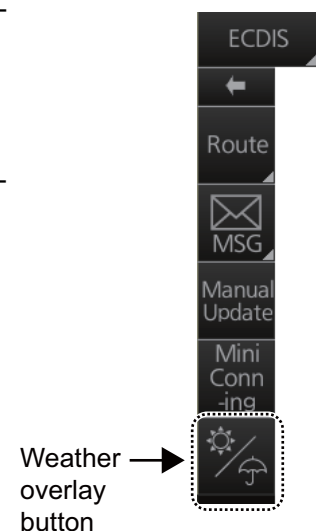 ECDIS
Route
MSG
Manual
Update
Mini
Conn
-ing
Weather
overlay
button